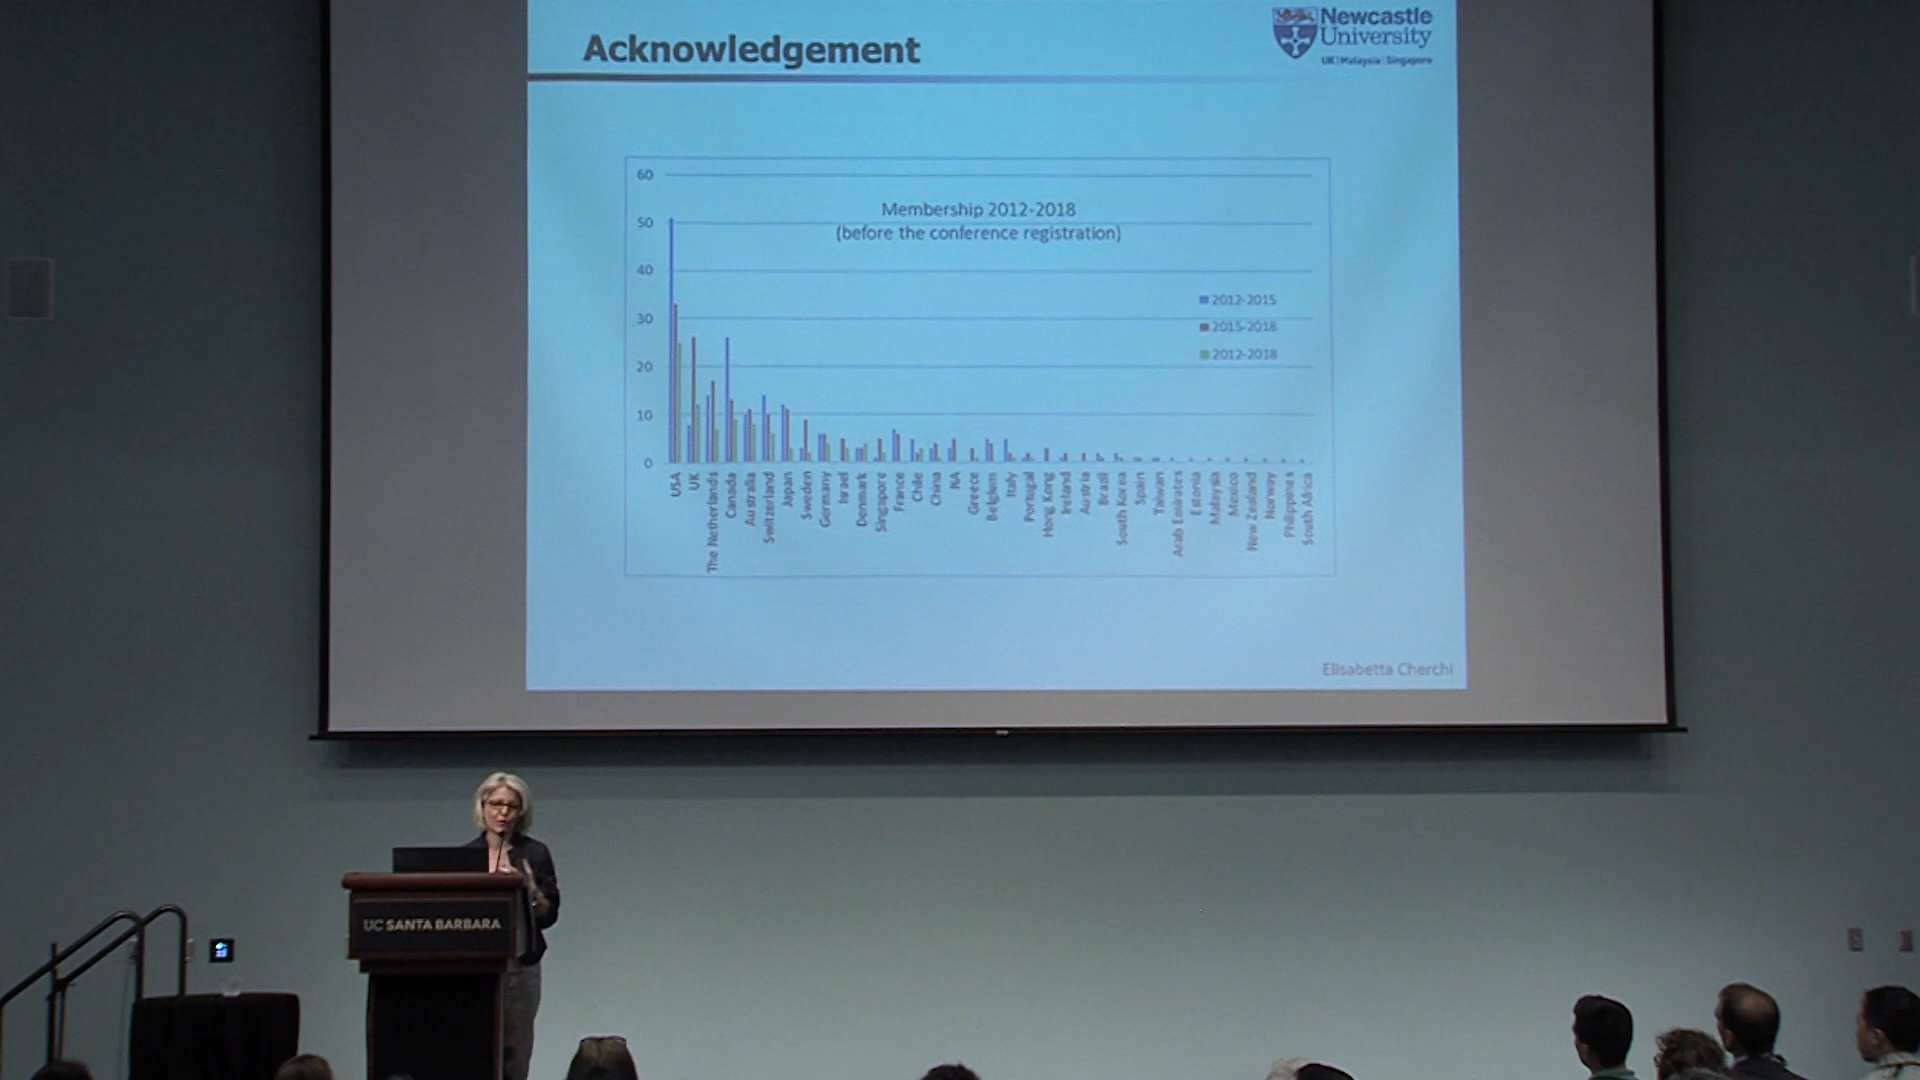 Acknowledgement
Newcastle
University
UK | Malaysia | Singapore
60
50
40
30
20
10
0
Membership 2012-2018
(before the conference registration)
2012-2015
2015-2018
2012-2018
USA
UK
The Netherlands
Canada
Australia
Switzerland
Japan
Sweden
Germany
Israel
Denmark
Singapore
France
Chile
China
NA
Greece
Belgium
Italy
Portugal
Hong Kong
Ireland
Austria
Brazil
South Korea
Spain
Taiwan
Arab Emirates
Estonia
Malaysia
Mexico
New Zealand
Norway
Philippines
South Africa
Elisabetta Cherchi
UC SANTA BARBARA